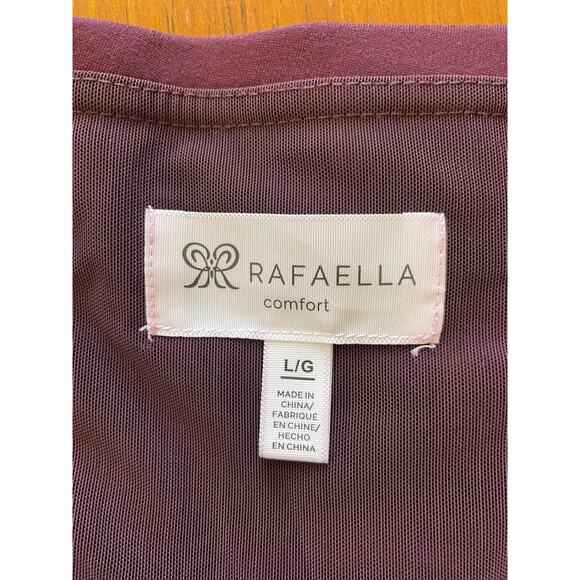 RAFAELLA
comfort
L/G
MADE IN
CHINA/
FABRIQUÉ
EN CHINE/
HECHO
EN CHINA